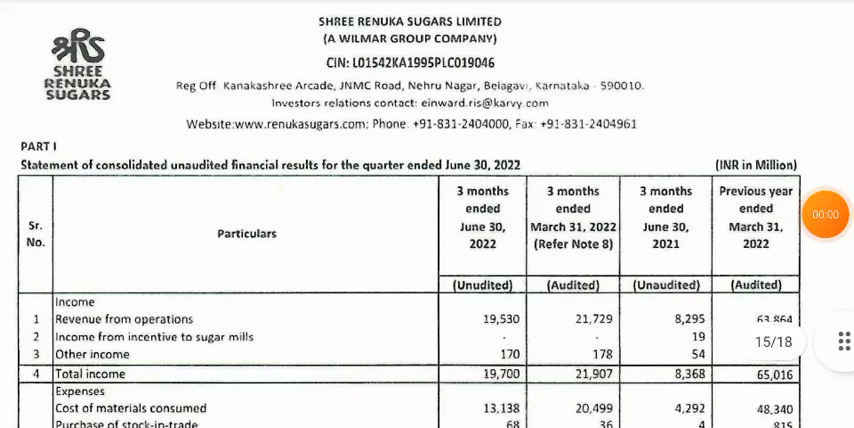 SHREE RENUKA SUGARS LIMITED
(A WILMAR GROUP COMPANY)
CIN: L01542KA1995PLC019046
SHREE
RENUKA
SUGARS
Reg Off: Kanakashree Arcade, JNMC Road, Nehru Nagar, Belagavi, Karnataka - 590010.
Investors relations contact: einward.ris@karvy.com
Website:www.renukasugars.com; Phone: +91-831-2404000, Fax: +91-831-2404961
PART I
Statement of consolidated unaudited financial results for the quarter ended June 30, 2022 (INR in Million)
Sr. No. Particulars
3 months ended June 30, 2022 (Unudited)
3 months ended March 31, 2022 (Refer Note 8) (Audited)
3 months ended June 30, 2021 (Unaudited)
Previous year ended March 31, 2022 (Audited)
00:00
Income
1 Revenue from operations 19,530 21,729 8,295 63,864
2 Income from incentive to sugar mills - - 19
15/18
3 Other income 170 178 54
4 Total income 19,700 21,907 8,368 65,016
Expenses
Cost of materials consumed 13,138 20,499 4,292 48,340
Purchase of stock-in-trade 68 36 4 815